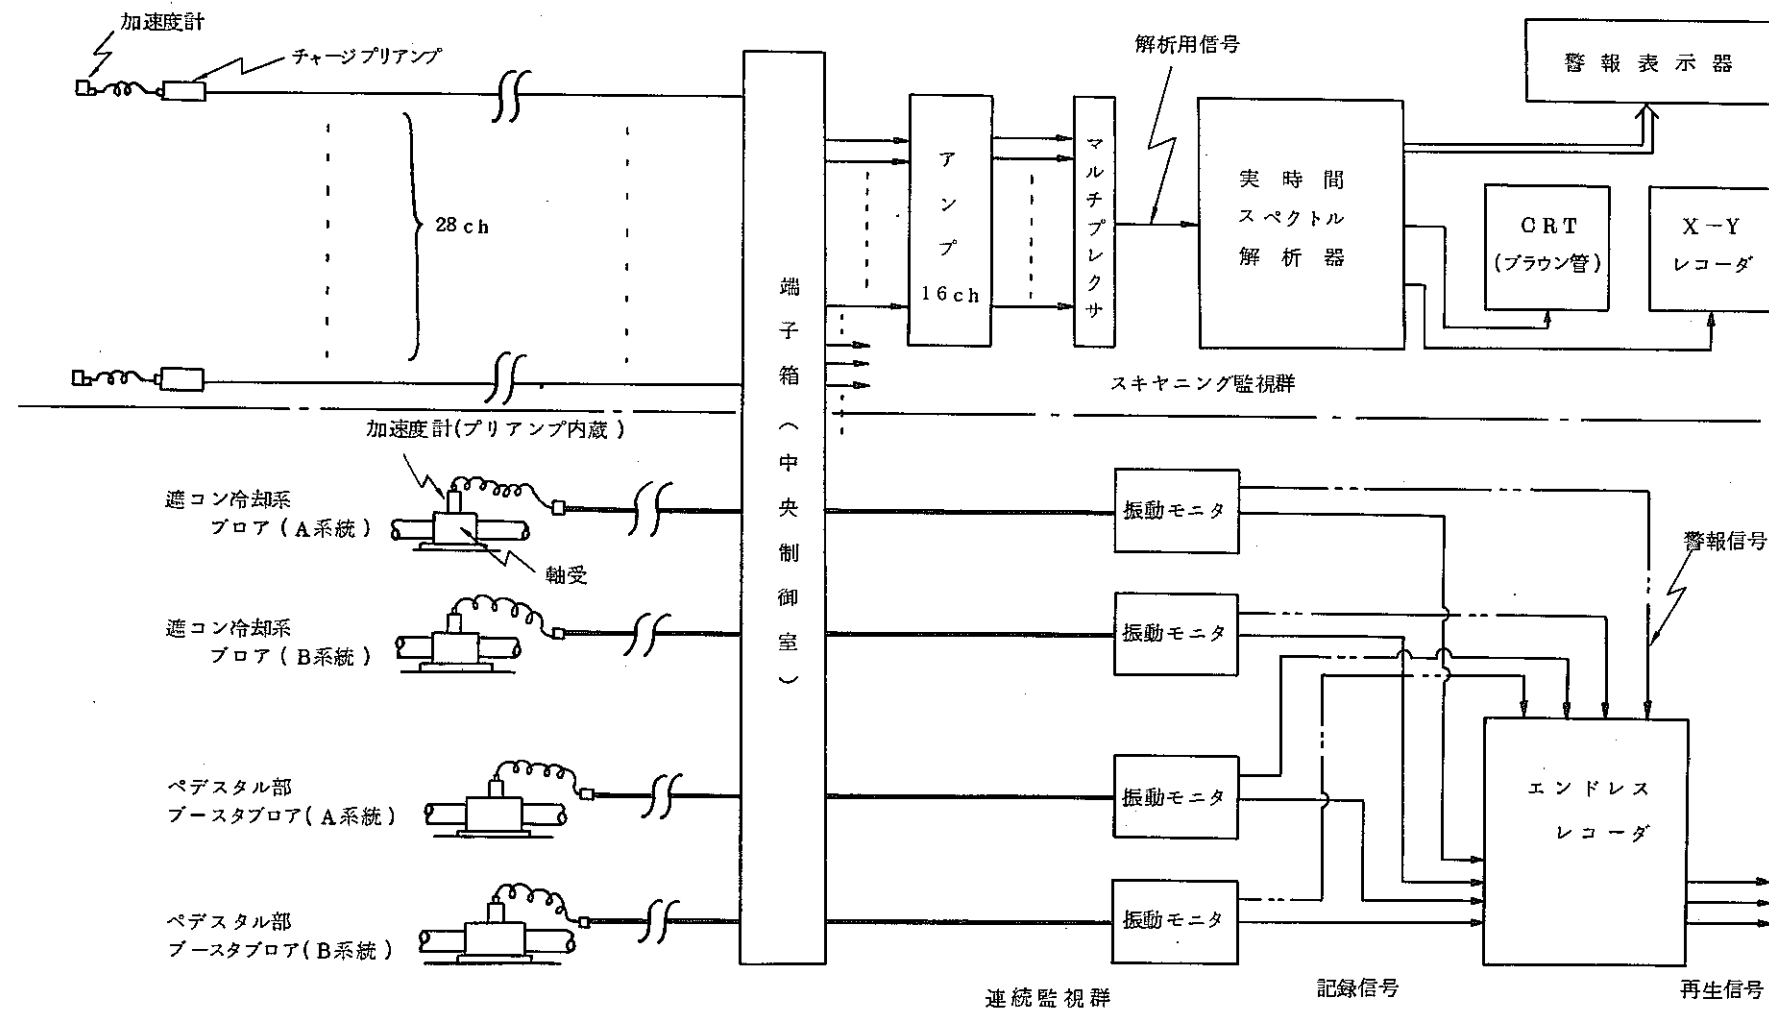 加速度計
チャージプリアンプ
28ch
端子箱(中央制御室)
アンプ
16ch
マルチプレクサ
解析用信号
実時間
スペクトル
解析器
警報表示器
CRT
(ブラウン管)
X-Y
レコーダ
スキヤニング監視群
加速度計(プリアンプ内蔵)
遮コン冷却系
ブロア(A系統)
軸受
遮コン冷却系
ブロア(B系統)
ペデスタル部
ブースタブロア(A系統)
ペデスタル部
ブースタブロア(B系統)
振動モニタ
振動モニタ
振動モニタ
振動モニタ
警報信号
エンドレス
レコーダ
連続監視群
記録信号
再生信号